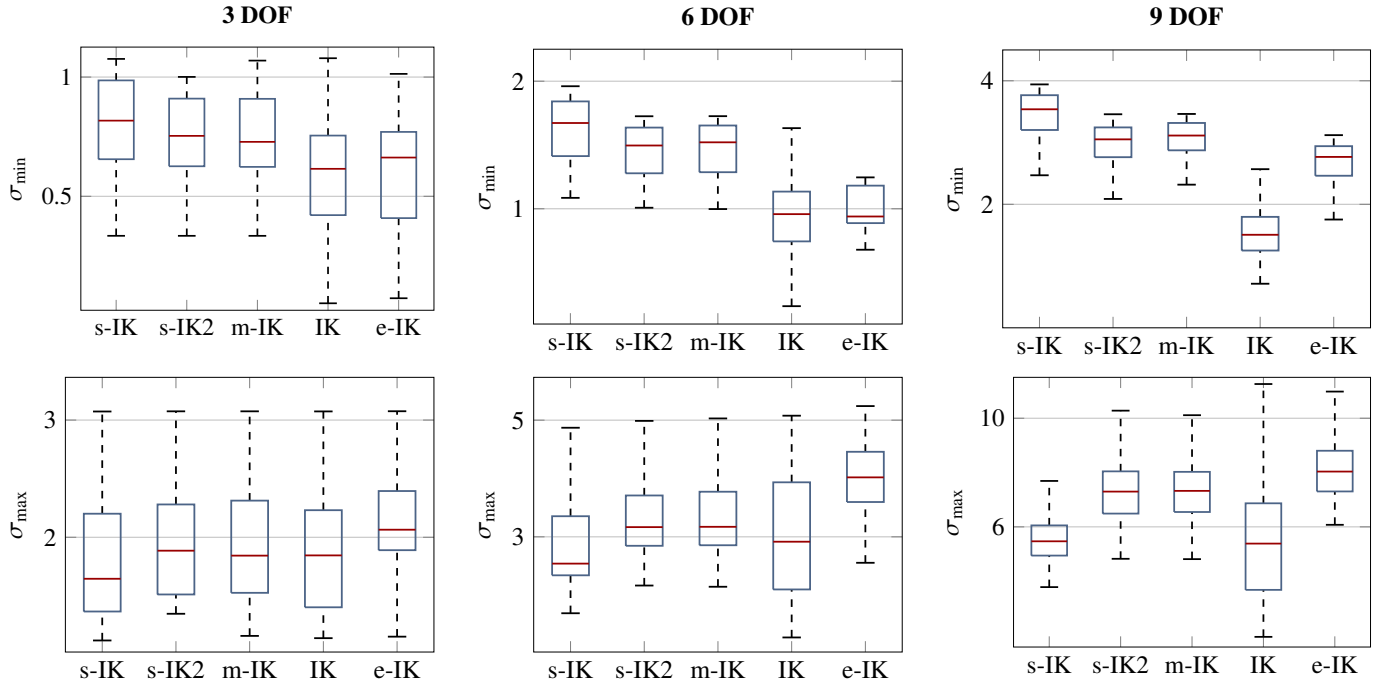 3 DOF 6 DOF 9 DOF
σmin
1
0.5
s-IK s-IK2 m-IK IK e-IK
σmin
2
1
s-IK s-IK2 m-IK IK e-IK
σmin
4
2
s-IK s-IK2 m-IK IK e-IK
σmax
3
2
s-IK s-IK2 m-IK IK e-IK
σmax
5
3
s-IK s-IK2 m-IK IK e-IK
σmax
10
6
s-IK s-IK2 m-IK IK e-IK